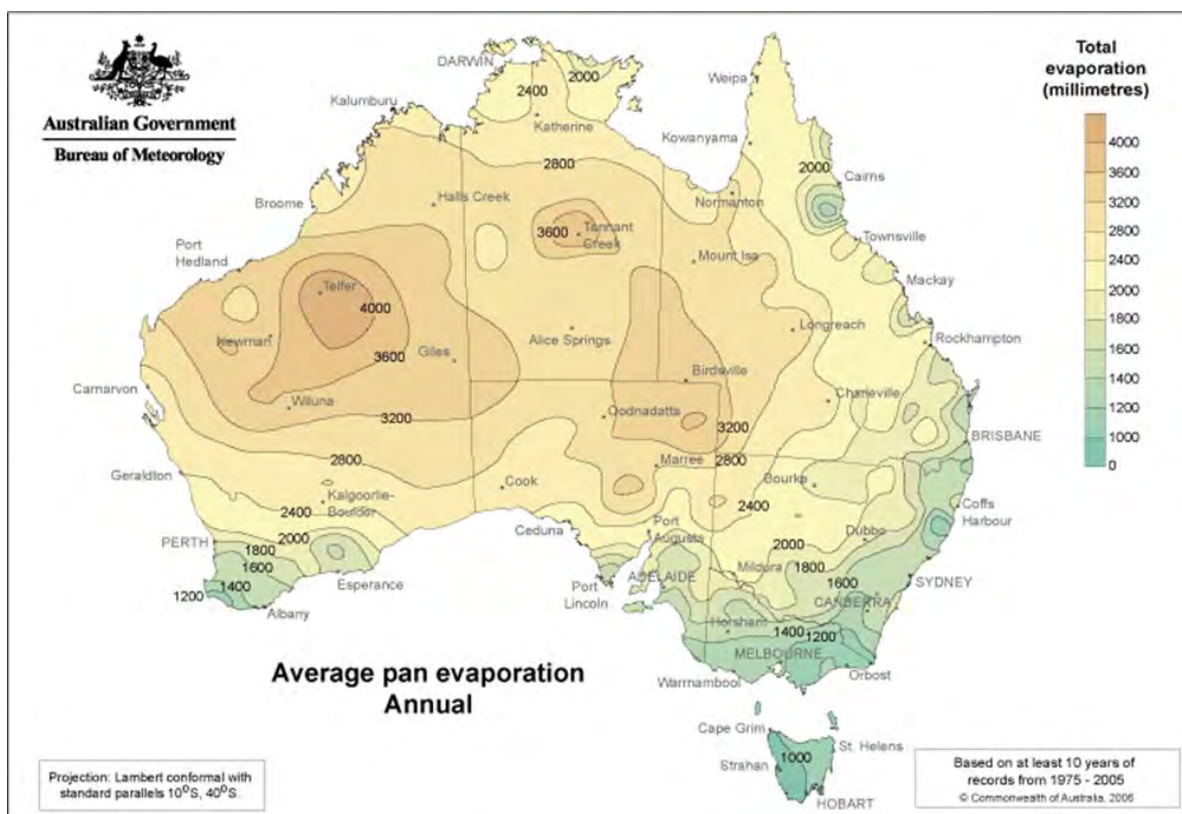 Australian Government
Bureau of Meteorology
Total
evaporation
(millimetres)
4000
3600
3200
2800
2400
2000
1800
1600
1400
1200
1000
0
DARWIN
2000
2400
Katherine
Weipa
Kalumburu
Kowanyama
2800
2000
Cairns
Halls Creek
Normanton
Broome
3600
Tennant
Creek
Townsville
Port
Hedland
Mount Isa
Mackay
Telfer
4000
Newman
Alice Springs
Longreach
Rockhampton
3600
Giles
Birdsville
Carnarvon
Charleville
Wiluna
3200
Oodnadatta
3200
BRISBANE
2800
Marree
2800
Geraldton
Cook
Bourke
Kalgoorlie-
Boulder
2400
2400
Coffs
Harbour
Ceduna
Port
Augusta
Dubbo
PERTH
2000
2000
1800
1600
Mildura
1800
ADELAIDE
1600
SYDNEY
1400
Esperance
Port
Lincoln
CANBERRA
1200
Albany
Horsham
1400
1200
MELBOURNE
Warrnambool
Orbost
Average pan evaporation
Annual
Cape Grim
1000
St. Helens
Strahan
HOBART
Projection: Lambert conformal with
standard parallels 10°S, 40°S.
Based on at least 10 years of
records from 1975 - 2005
© Commonwealth of Australia, 2006